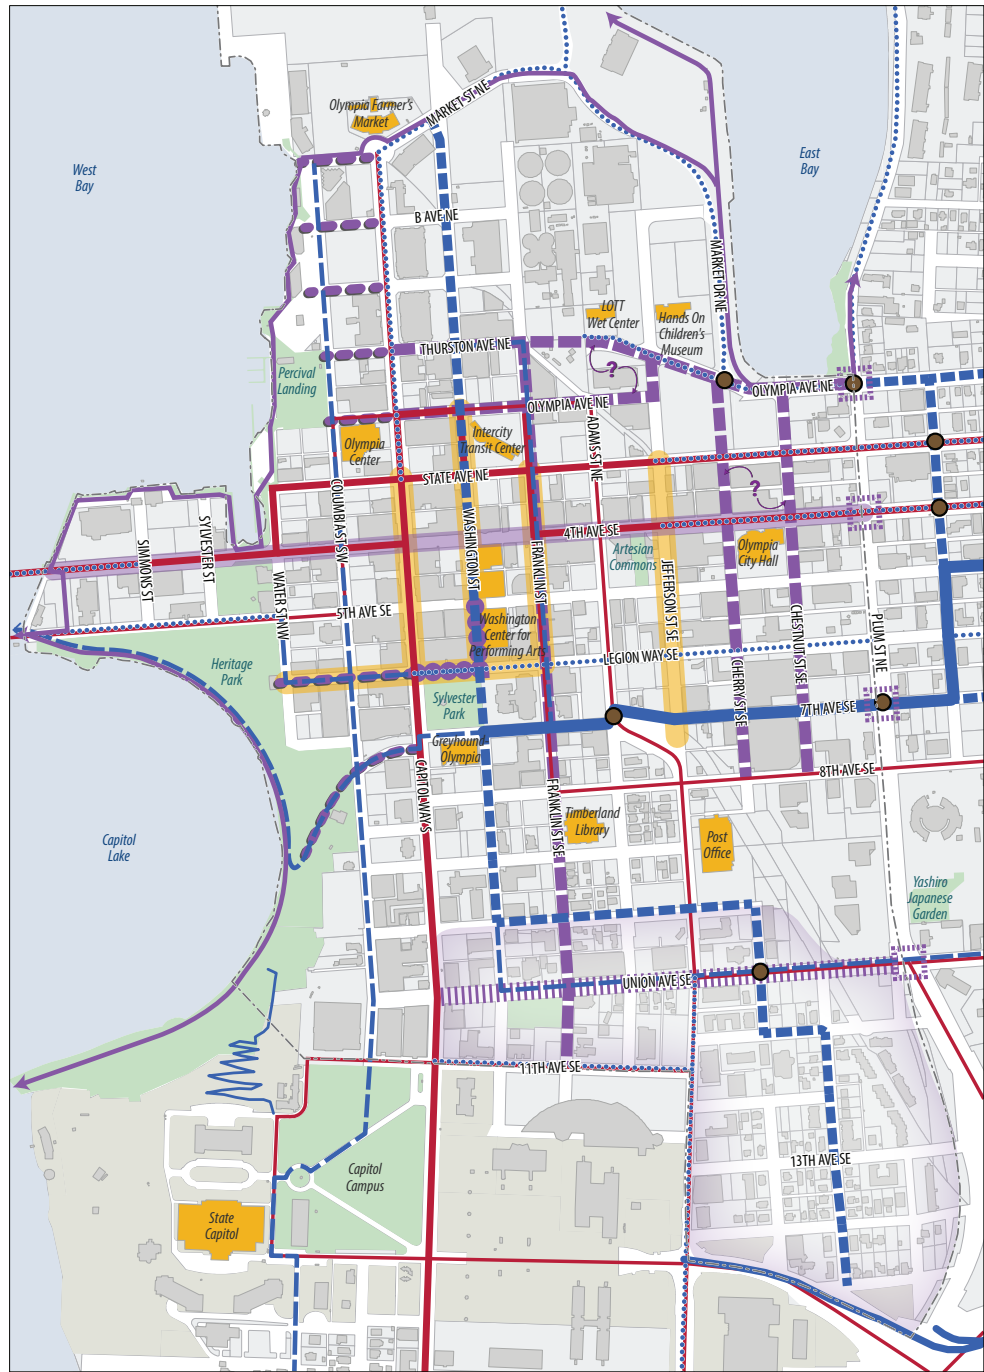 Olympia Farmer's
Market
MARKET ST NE
West
Bay
East
Bay
B AVE NE
MARKET DR NE
LOTT
Wet Center
Hands On
Children's
Museum
THURSTON AVE NE
?
Percival
Landing
OLYMPIA AVE NE
OLYMPIA AVE NE
Olympia
Center
Intercity
Transit Center
ADAMS ST NE
STATE AVE NE
?
COLUMBIA ST SW
WASHINGTON ST
FRANKLIN ST
4TH AVE SE
SYLVESTER ST
SIMMONS ST
Artesian
Commons
Olympia
City Hall
JEFFERSON ST SE
WATER ST NW
5TH AVE SE
Washington
Center for
Performing Arts
CHESTNUT ST SE
PLUM ST NE
LEGION WAY SE
CHERRY ST SE
Heritage
Park
Sylvester
Park
7TH AVE SE
Greyhound
Olympia
8TH AVE SE
CAPITOL WAY S
FRANKLIN ST SE
Timberland
Library
Post
Office
Capitol
Lake
Yashiro
Japanese
Garden
UNION AVE SE
11TH AVE SE
13TH AVE SE
Capitol
Campus
State
Capitol